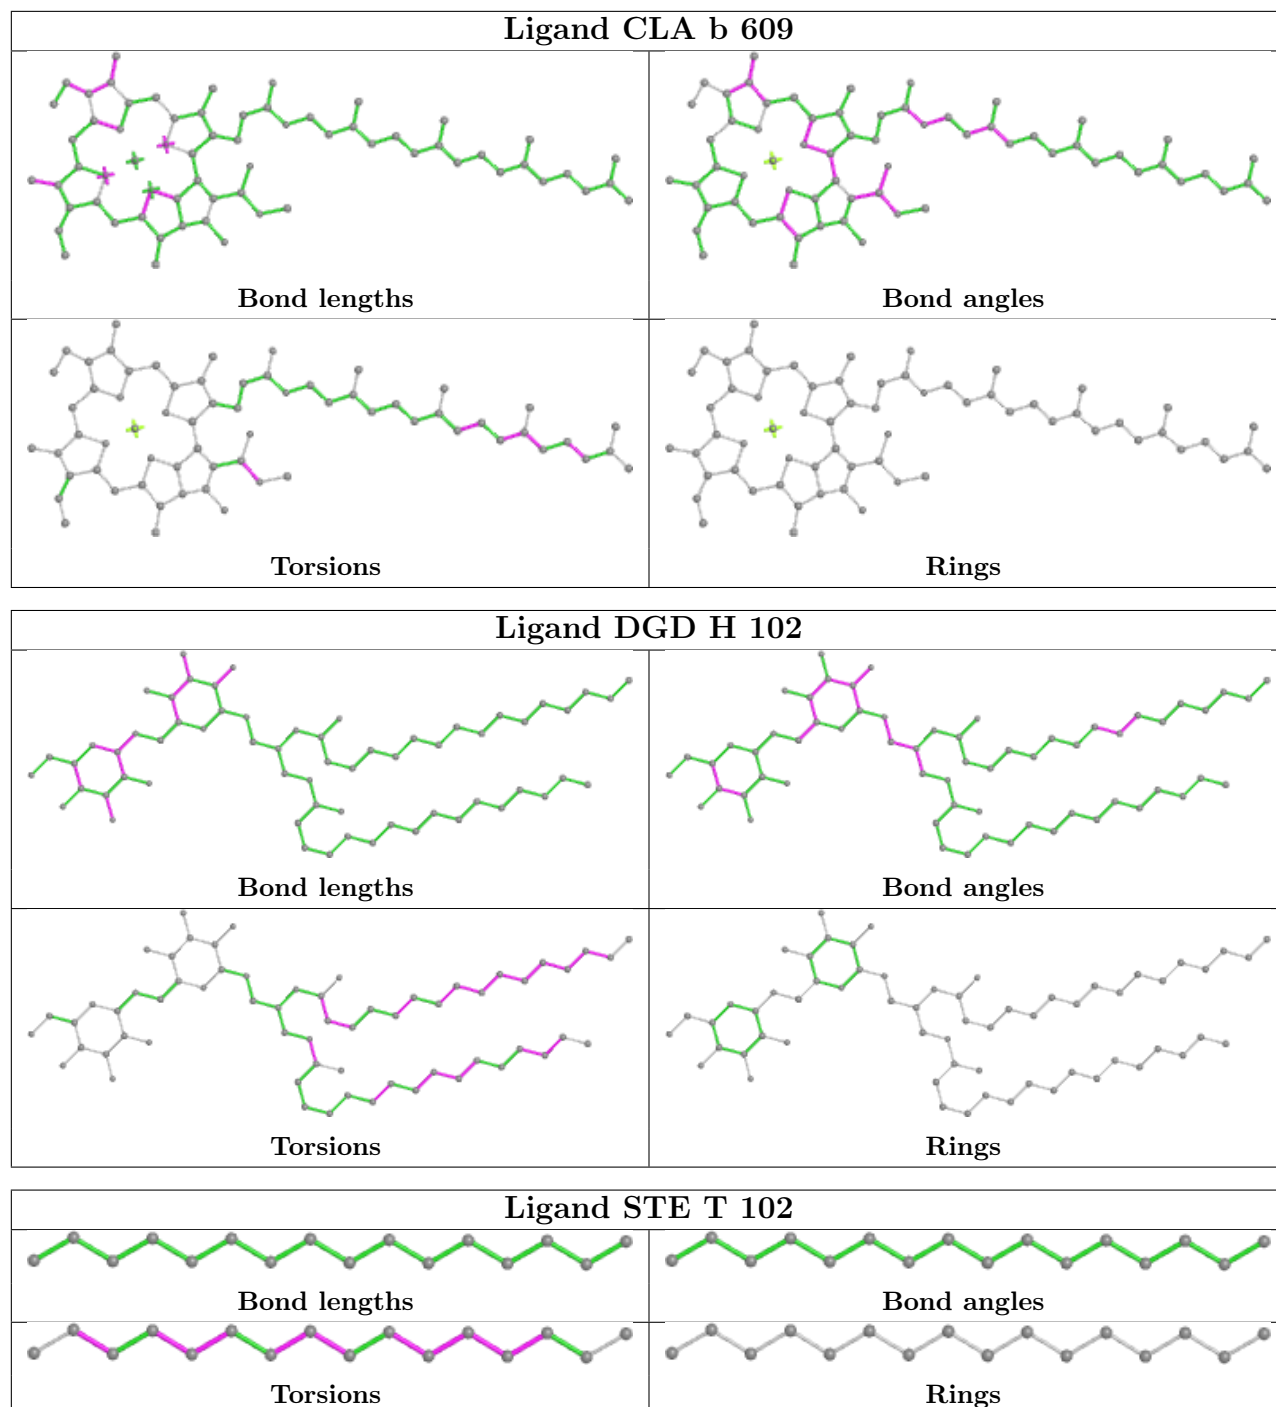 Ligand CLA b 609
Bond lengths
Bond angles
Torsions
Rings
Ligand DGD H 102
Bond lengths
Bond angles
Torsions
Rings
Ligand STE T 102
Bond lengths
Bond angles
Torsions
Rings